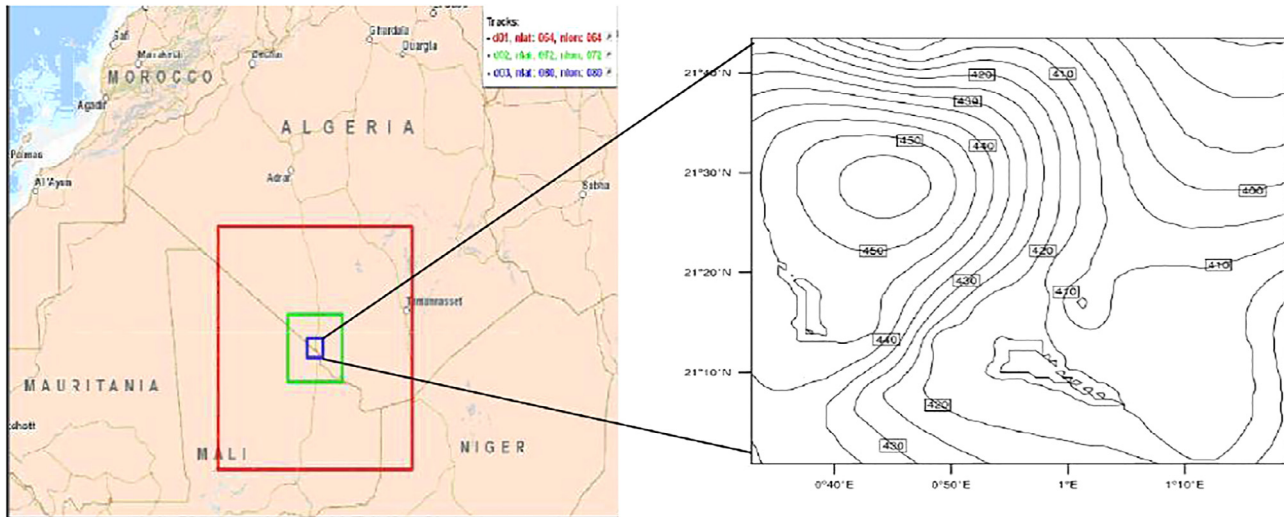 Tracks:
- d01, nlat: 064, nlon: 064
- d02, nlat: 072, nlon: 072
- d03, nlat: 080, nlon: 080
Safi
Marrakesh
MOROCCO
Agadir
Ghardaia
Ouargla
ALGERIA
Palmas
Al'Ayun
Adrar
Sabha
Tamanrasset
MAURITANIA
MALI
NIGER
21°40'N
21°30'N
21°20'N
21°10'N
0°40'E
0°50'E
1°E
1°10'E
420
410
430
440
450
400
450
420
410
430
410
440
420
430